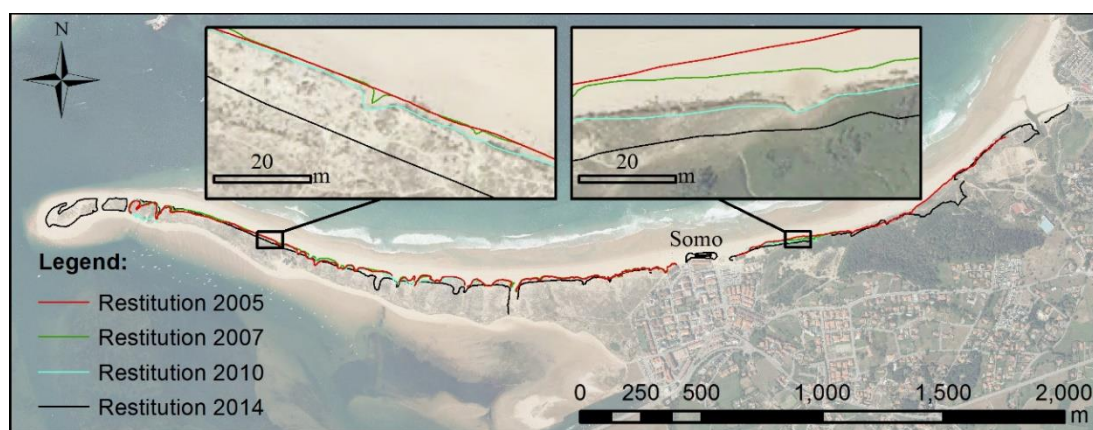 N
20
m
20
m
Somo
Legend:
Restitution 2005
Restitution 2007
Restitution 2010
Restitution 2014
0 250 500 1,000 1,500 2,000
m